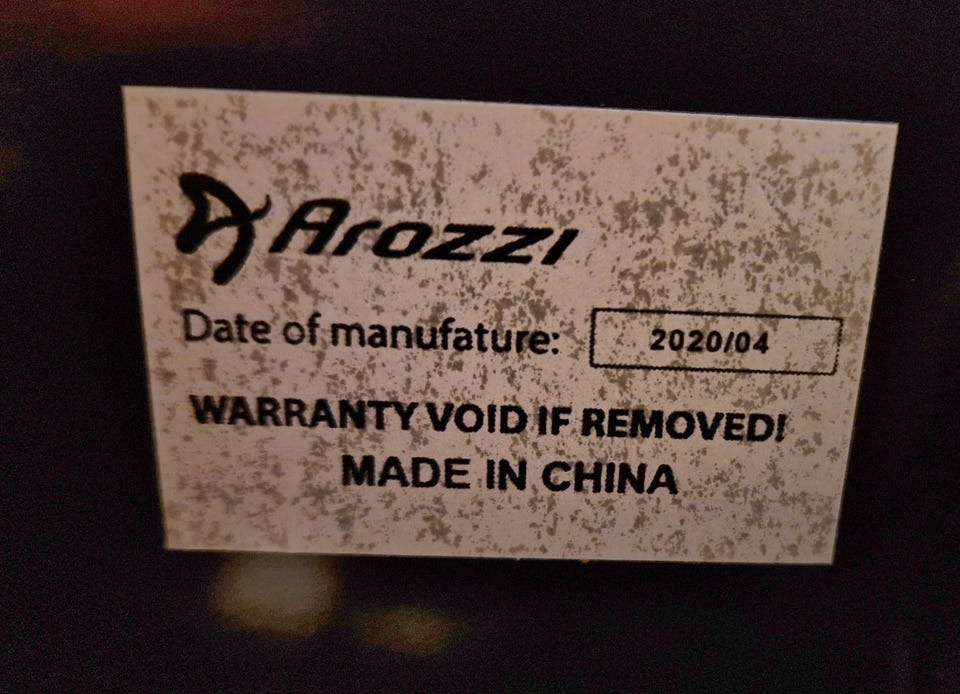 Arozzi
Date of manufature: 2020/04
WARRANTY VOID IF REMOVED!
MADE IN CHINA